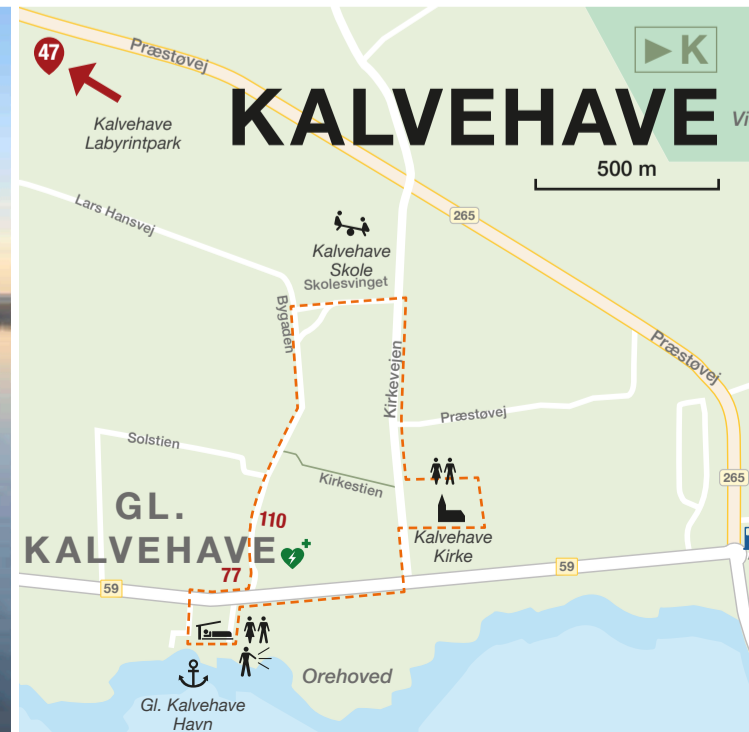 47
Præstøvej
K
Kalvehave
Labyrintpark
KALVEHAVE
Vi
500 m
Lars Hansvej
265
Kalvehave
Skole
Skolesvinget
Bygaden
Kirkevejen
Præstøvej
Præstøvej
Solstien
Kirkestien
265
GL.
KALVEHAVE
110
Kalvehave
Kirke
77
59
59
Orehoved
Gl. Kalvehave
Havn